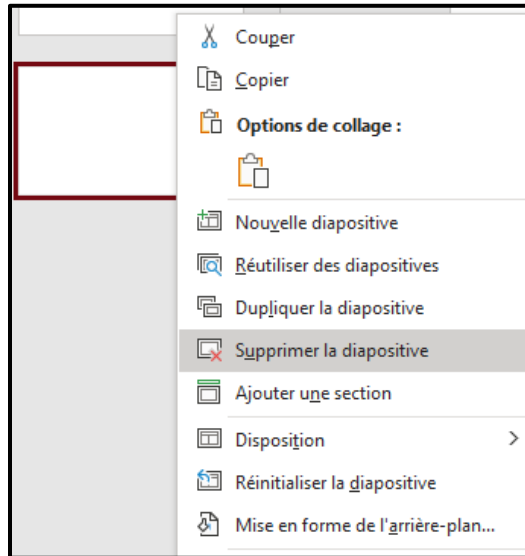 Couper
Copier
Options de collage :
Nouvelle diapositive
Réutiliser des diapositives
Dupliquer la diapositive
Supprimer la diapositive
Ajouter une section
Disposition
Réinitialiser la diapositive
Mise en forme de l'arrière-plan...